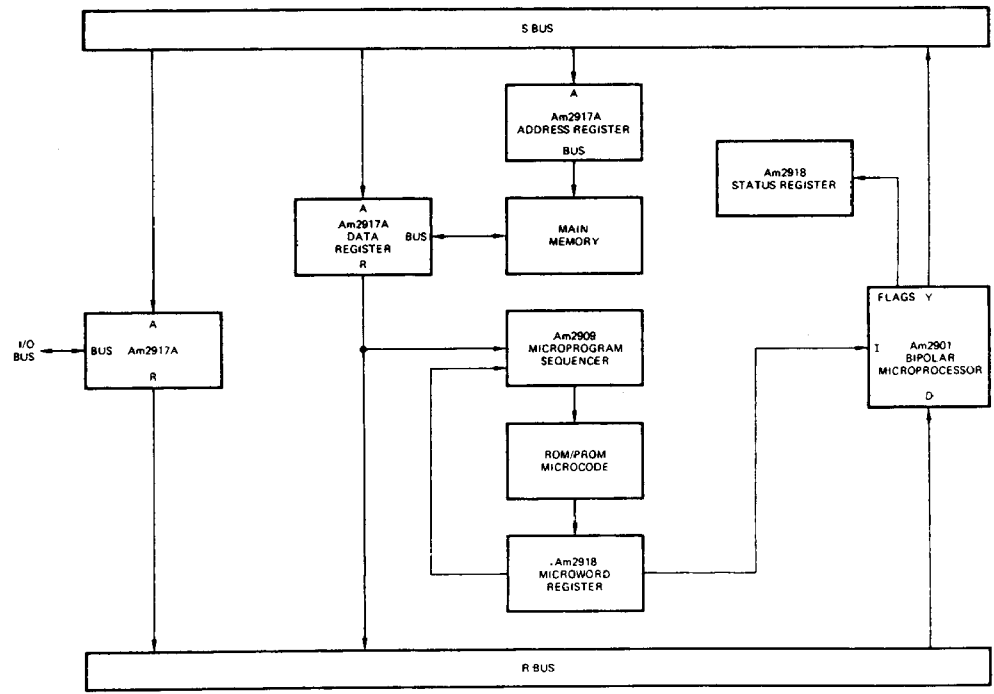 S BUS
A
Am2917A
ADDRESS REGISTER
BUS
Am2918
STATUS REGISTER
A
Am2917A
DATA
REGISTER
BUS
R
MAIN
MEMORY
FLAGS Y
I
Am2901
BIPOLAR
MICROPROCESSOR
D
I/O
BUS
A
BUS Am2917A
R
Am2909
MICROPROGRAM
SEQUENCER
ROM/PROM
MICROCODE
Am2918
MICROWORD
REGISTER
R BUS